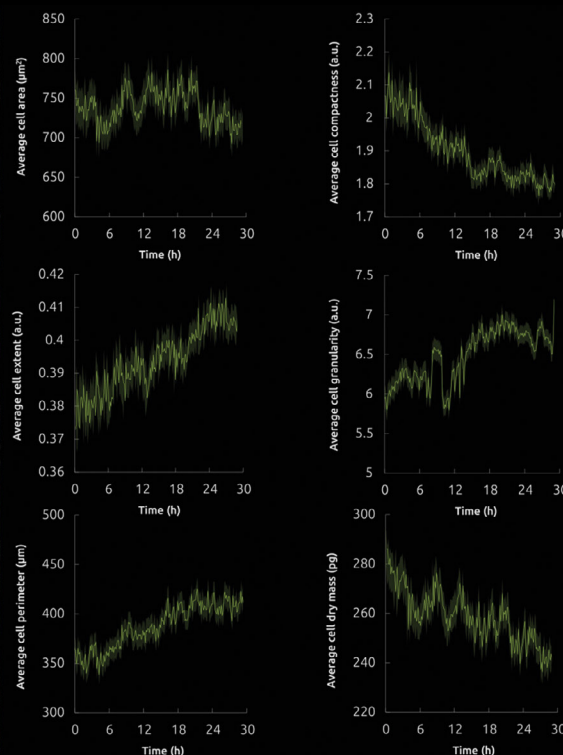 Average cell area (µm²)
850
800
750
700
650
600
0 6 12 18 24 30
Time (h)
Average cell compactness (a.u.)
2.3
2.2
2.1
2
1.9
1.8
1.7
0 6 12 18 24 30
Time (h)
Average cell extent (a.u.)
0.42
0.41
0.4
0.39
0.38
0.37
0.36
0 6 12 18 24 30
Time (h)
Average cell granularity (a.u.)
7.5
7
6.5
6
5.5
5
0 6 12 18 24 30
Time (h)
Average cell perimeter (µm)
500
450
400
350
300
0 6 12 18 24 30
Time (h)
Average cell dry mass (pg)
300
280
260
240
220
0 6 12 18 24 30
Time (h)